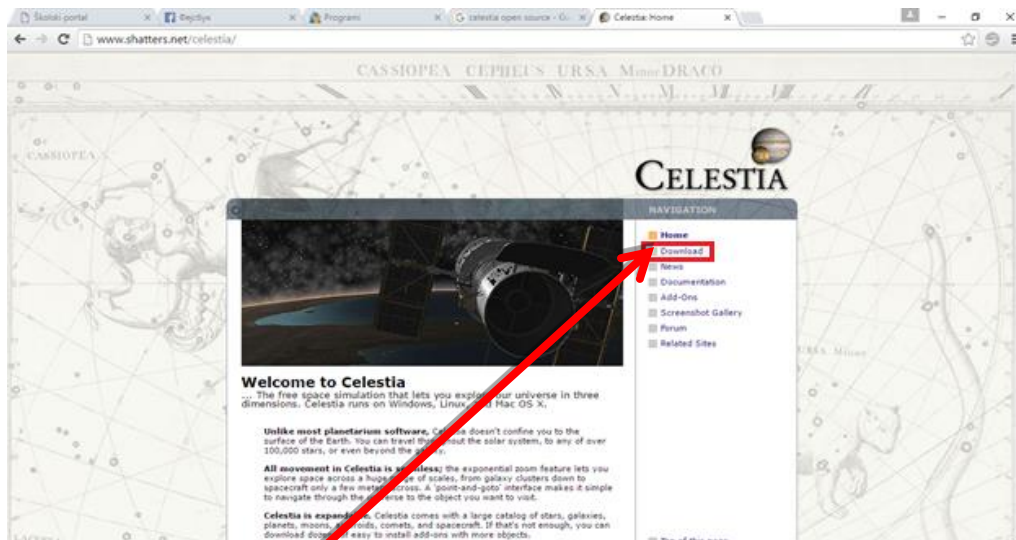 Školski portal
Dejstlye
Programi
celestia open source - G
Celestia: Home
www.shatters.net/celestia/
CASSIOPEA CEPHEUS URSA Minor DRACO
CASSIOPEA
CELESTIA
NAVIGATION
Home
Download
News
Documentation
Add-Ons
Screenshot Gallery
Forum
Related Sites
URSA Minor
Welcome to Celestia
... The free space simulation that lets you explore our universe in three
dimensions. Celestia runs on Windows, Linux, and Mac OS X.
Unlike most planetarium software, Celestia doesn't confine you to the
surface of the Earth. You can travel throughout the solar system, to any of over
100,000 stars, or even beyond the galaxy.
All movement in Celestia is seamless; the exponential zoom feature lets you
explore space across a huge range of scales, from galaxy clusters down to
spacecraft only a few meters across. A 'point-and-goto' interface makes it simple
to navigate through the universe to the object you want to visit.
Celestia is expandable. Celestia comes with a large catalog of stars, galaxies,
planets, moons, asteroids, comets, and spacecraft. If that's not enough, you can
download dozens of easy to install add-ons with more objects.
Top of this page